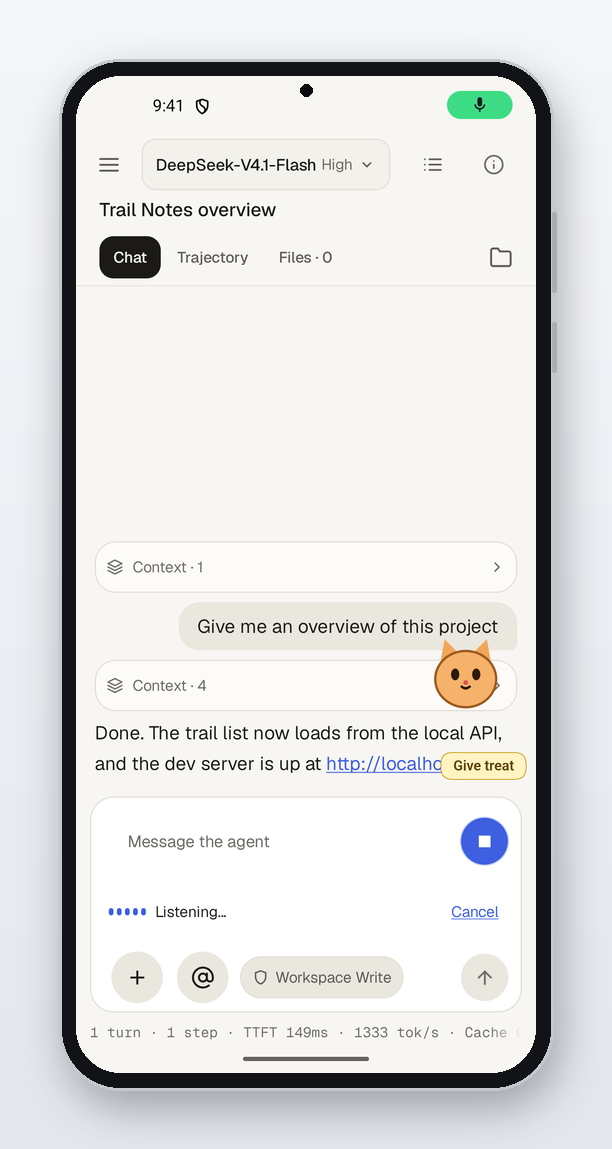 9:41
DeepSeek-V4.1-Flash High
Trail Notes overview
Chat Trajectory Files · 0
Context · 1
Give me an overview of this project
Context · 4
Done. The trail list now loads from the local API,
and the dev server is up at http://localho
Give treat
Message the agent
Listening...
Cancel
@ Workspace Write
1 turn · 1 step · TTFT 149ms · 1333 tok/s · Cache